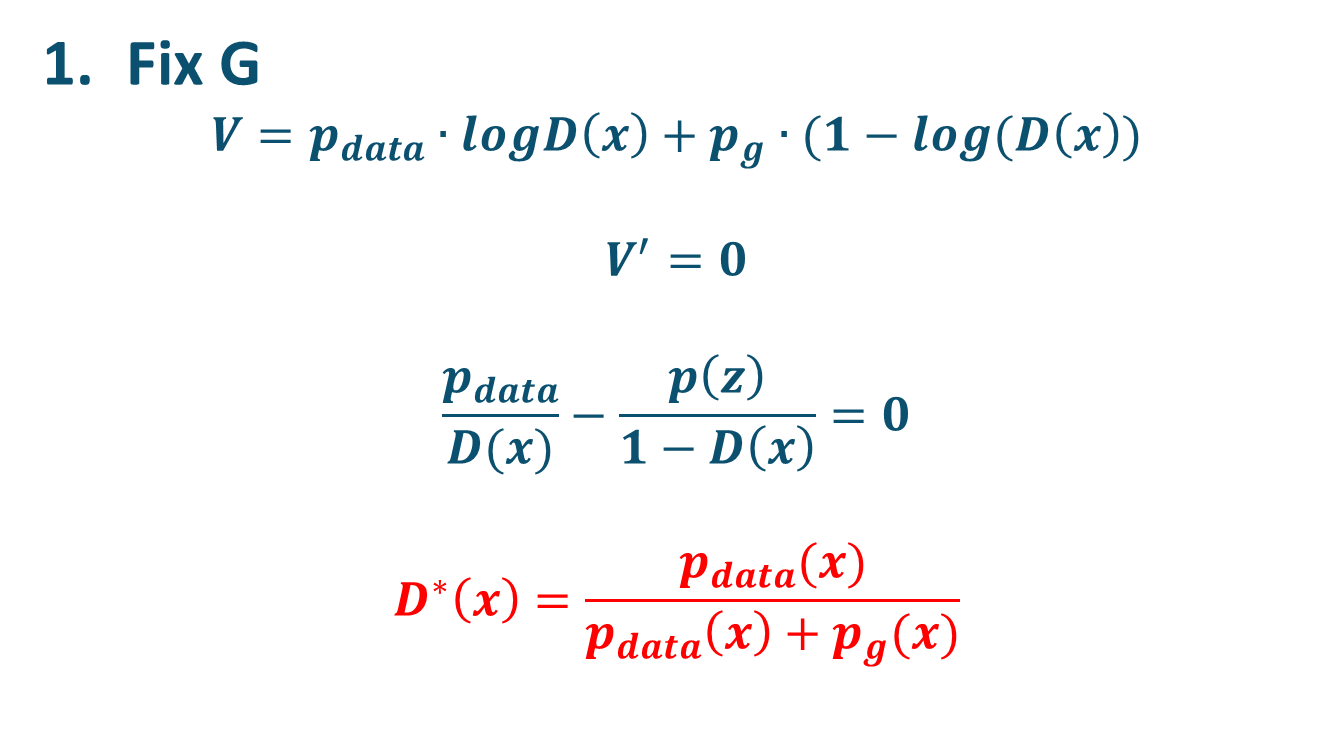 1. Fix G
V = p_data · logD(x) + p_g · (1 − log(D(x))
V′ = 0
p_data / D(x) − p(z) / 1 − D(x) = 0
D*(x) = p_data(x) / p_data(x) + p_g(x)